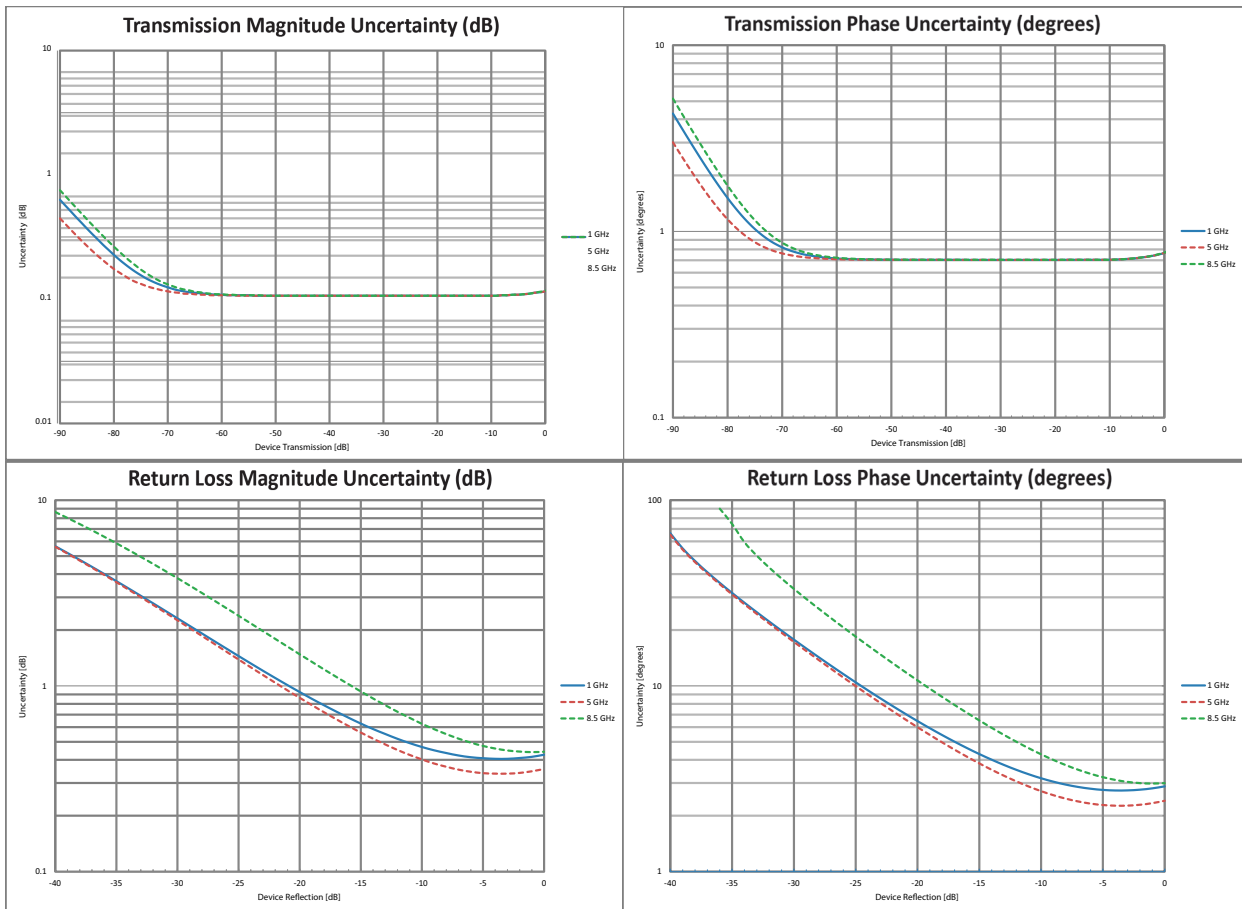 Transmission Magnitude Uncertainty (dB)
10
1
0.1
0.01
Uncertainty [dB]
-90 -80 -70 -60 -50 -40 -30 -20 -10 0
Device Transmission [dB]
1 GHz
5 GHz
8.5 GHz
Transmission Phase Uncertainty (degrees)
10
1
0.1
Uncertainty [degrees]
-90 -80 -70 -60 -50 -40 -30 -20 -10 0
Device Transmission [dB]
1 GHz
5 GHz
8.5 GHz
Return Loss Magnitude Uncertainty (dB)
10
1
0.1
Uncertainty [dB]
-40 -35 -30 -25 -20 -15 -10 -5 0
Device Reflection [dB]
1 GHz
5 GHz
8.5 GHz
Return Loss Phase Uncertainty (degrees)
100
10
1
Uncertainty [degrees]
-40 -35 -30 -25 -20 -15 -10 -5 0
Device Reflection [dB]
1 GHz
5 GHz
8.5 GHz